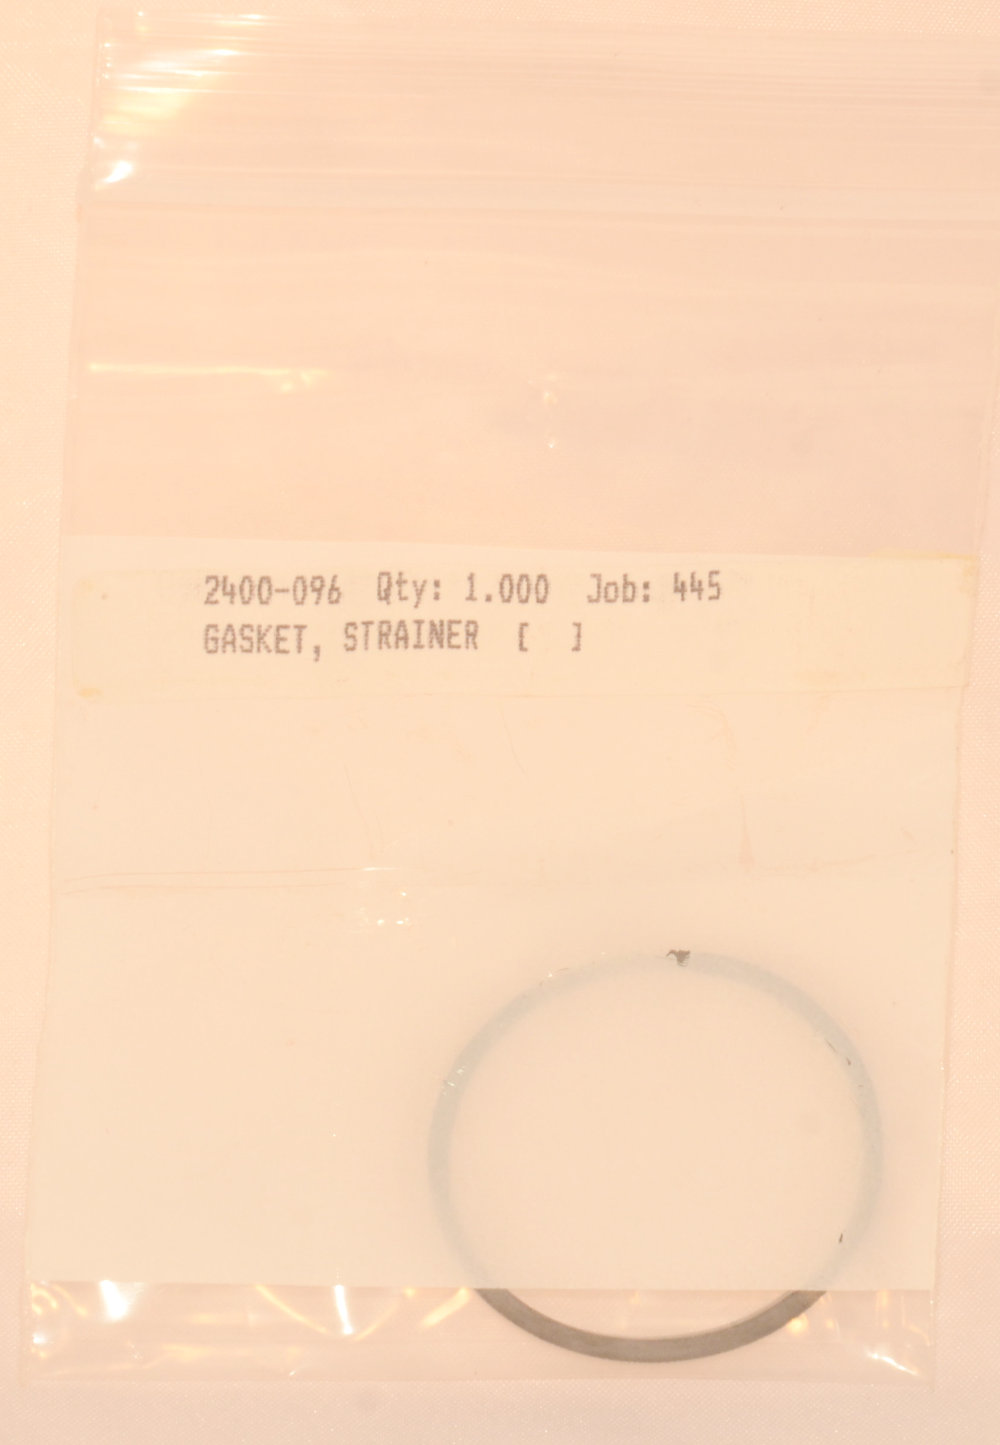 2400-096 Qty: 1.000 Job: 445
GASKET, STRAINER [ ]